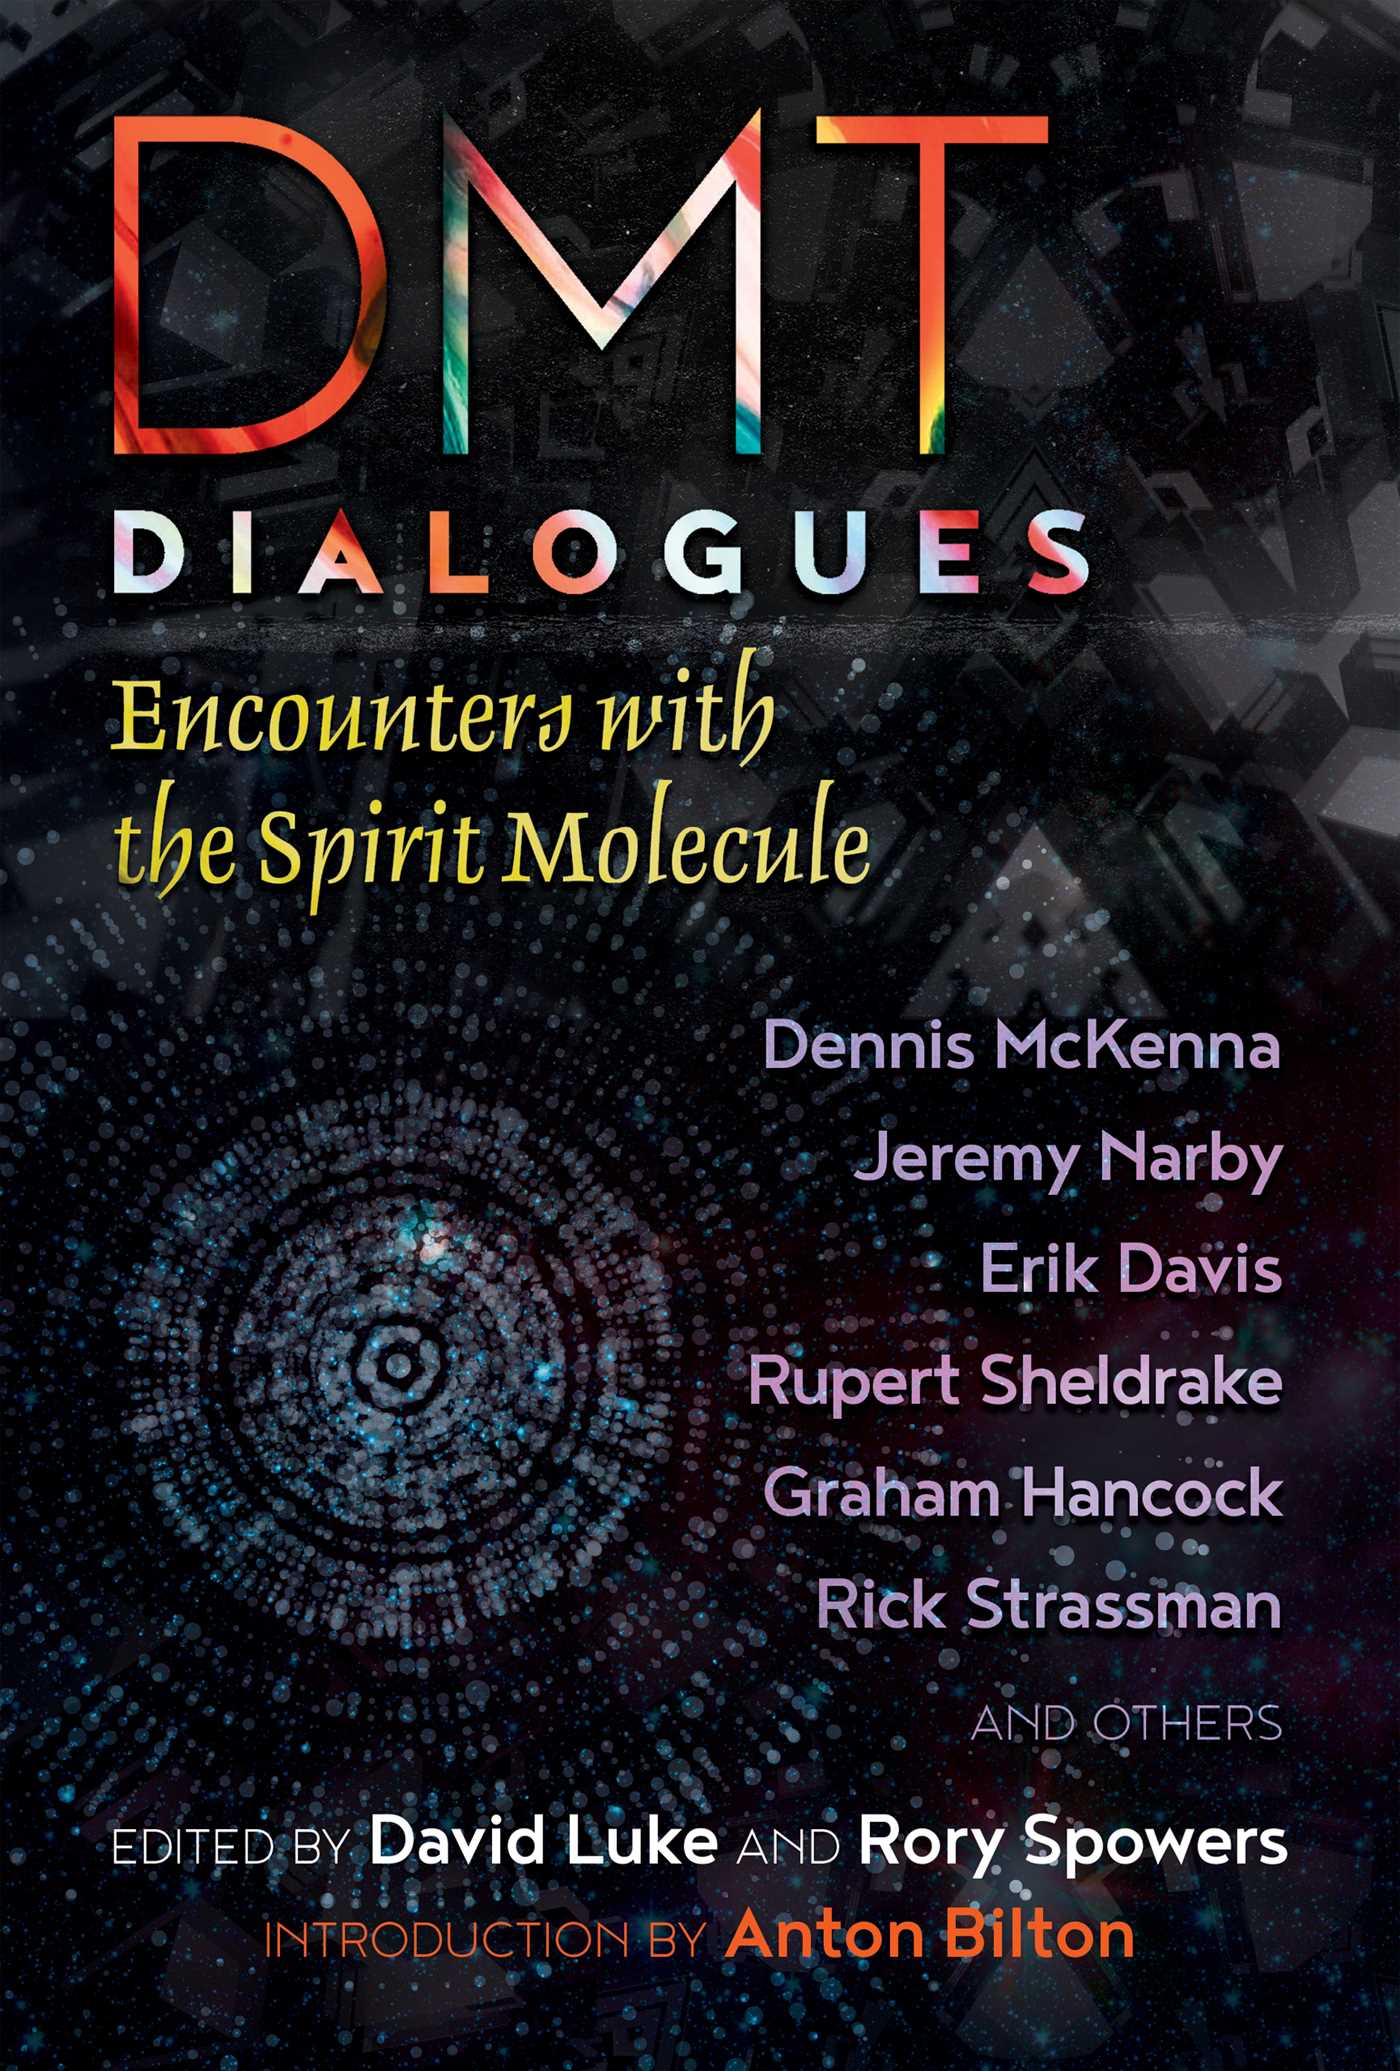 DMT
DIALOGUES
Encounters with
the Spirit Molecule
Dennis McKenna
Jeremy Narby
Erik Davis
Rupert Sheldrake
Graham Hancock
Rick Strassman
AND OTHERS
EDITED BY David Luke AND Rory Spowers
INTRODUCTION BY Anton Bilton